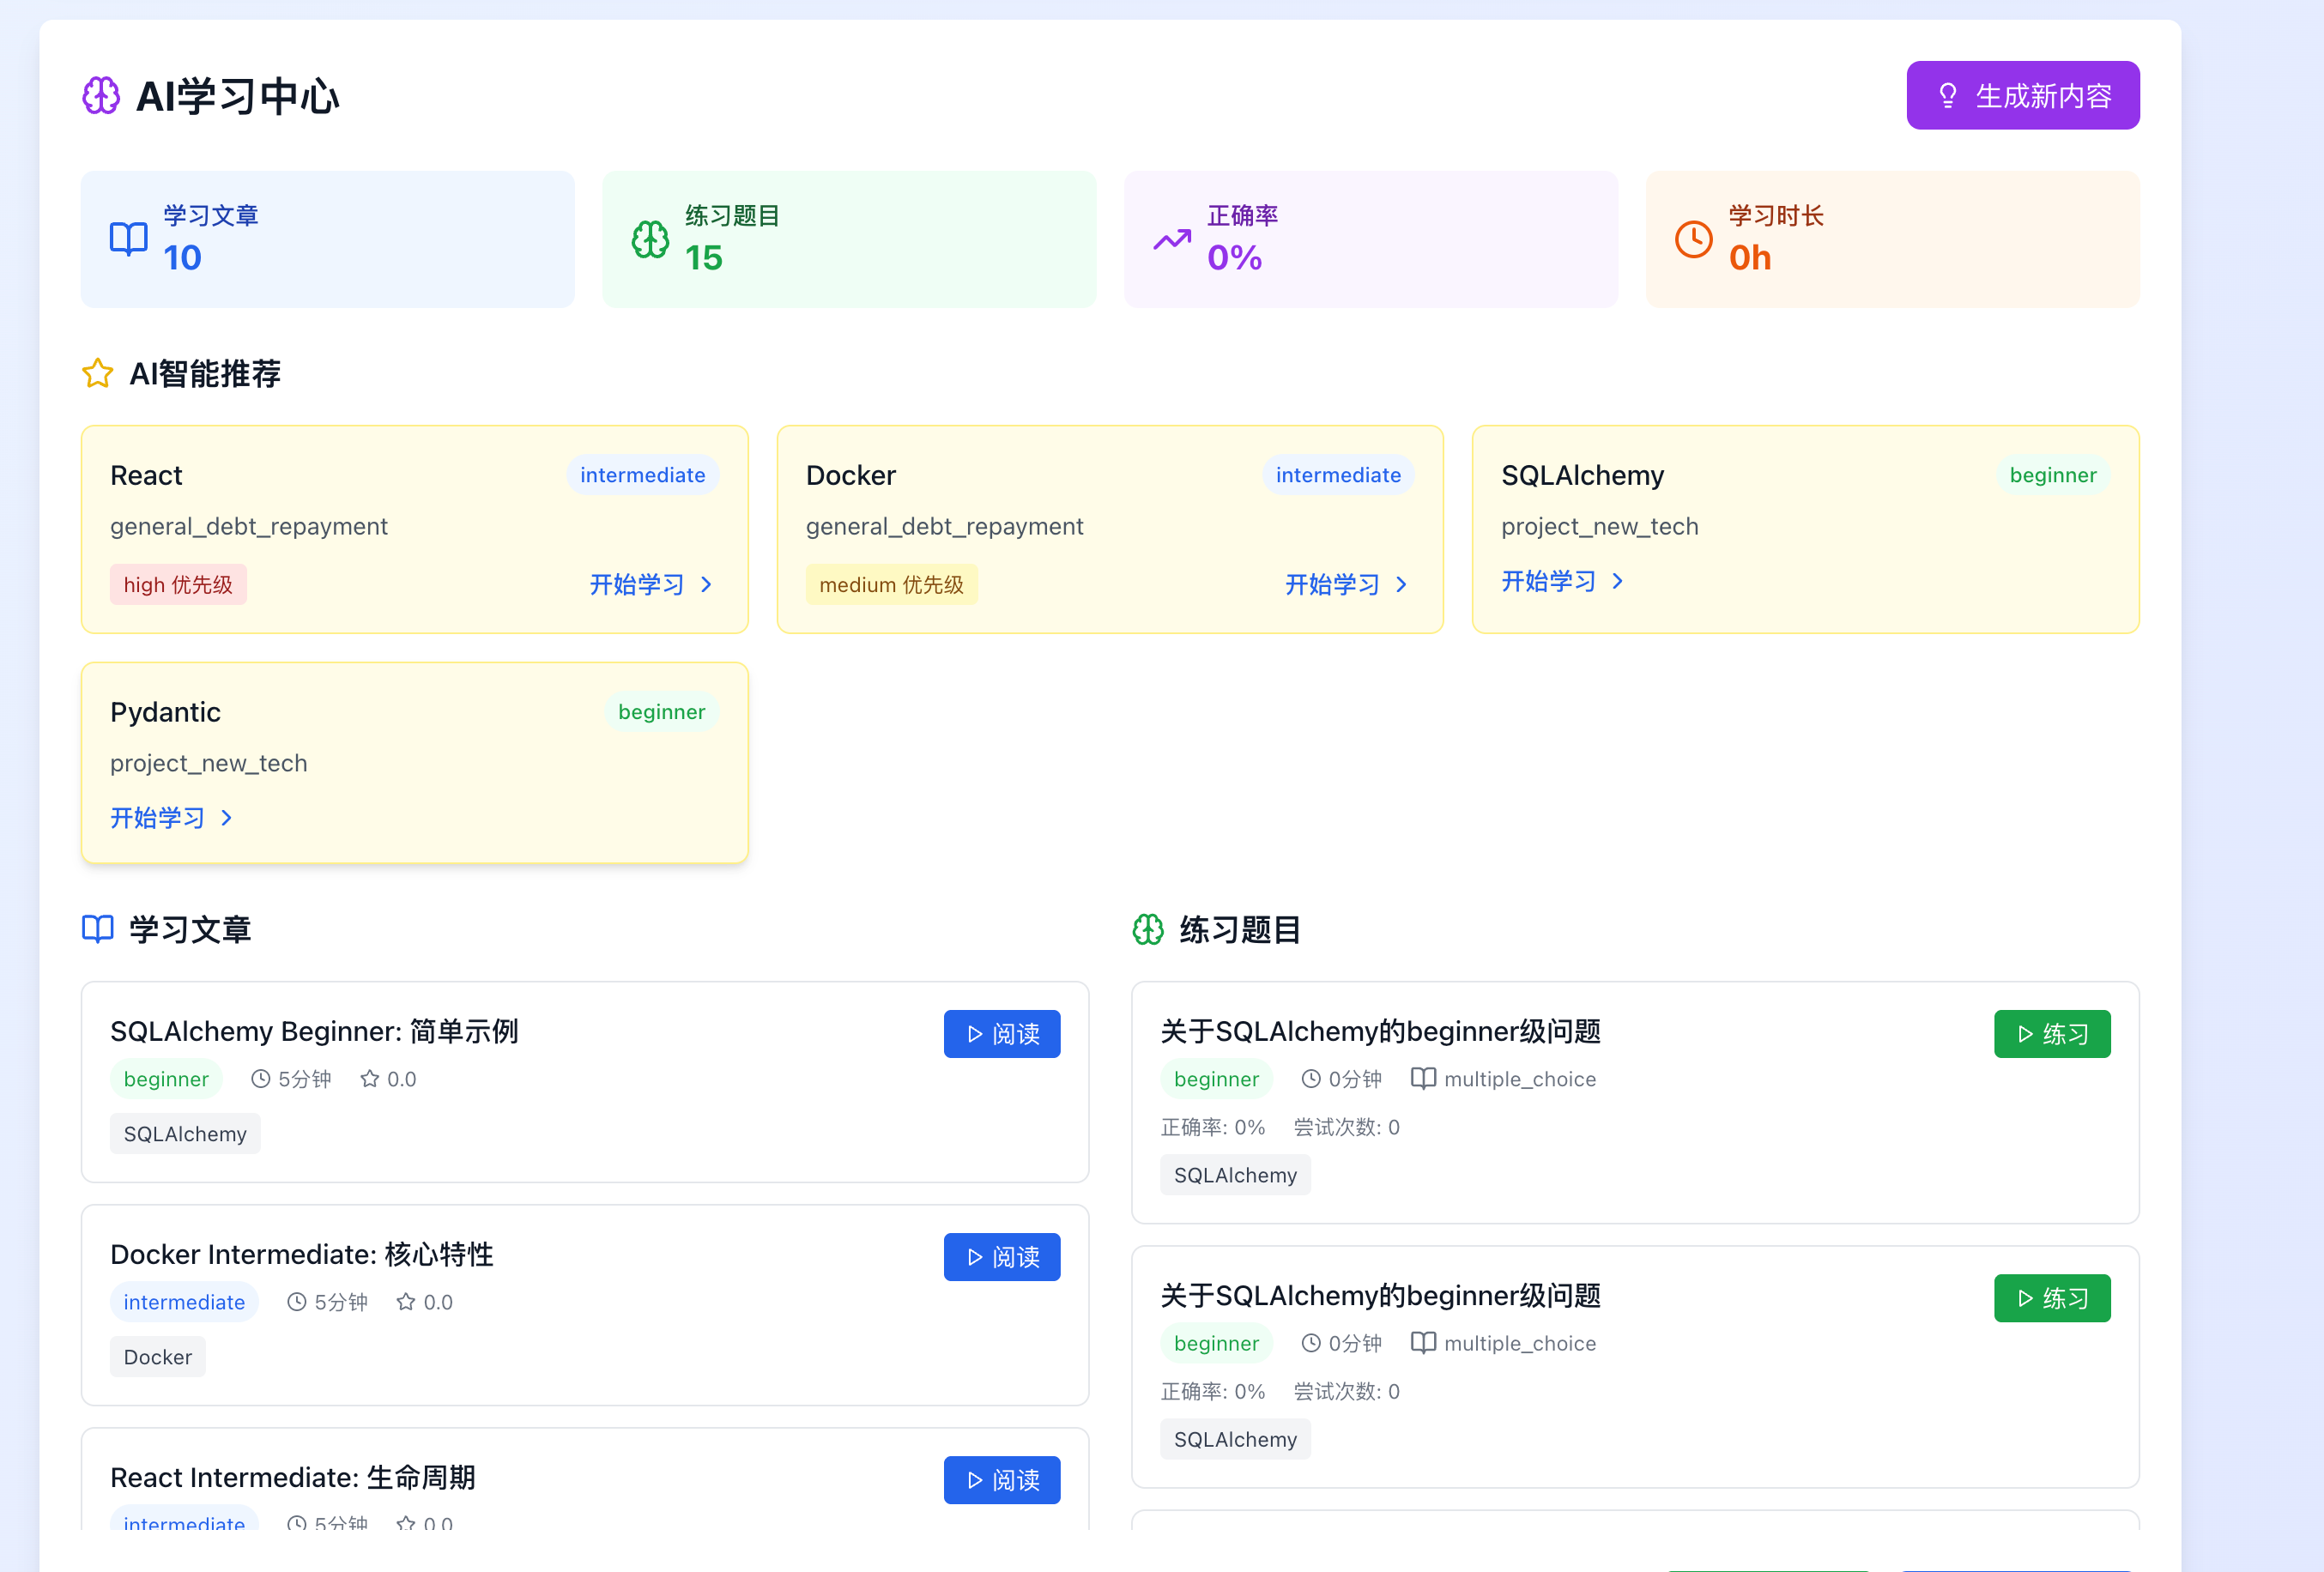 AI学习中心
生成新内容
学习文章
10
练习题目
15
正确率
0%
学习时长
0h
AI智能推荐
React
intermediate
general_debt_repayment
high 优先级
开始学习
Docker
intermediate
general_debt_repayment
medium 优先级
开始学习
SQLAlchemy
beginner
project_new_tech
开始学习
Pydantic
beginner
project_new_tech
开始学习
学习文章
SQLAlchemy Beginner: 简单示例
阅读
beginner 5分钟 0.0
SQLAlchemy
Docker Intermediate: 核心特性
阅读
intermediate 5分钟 0.0
Docker
React Intermediate: 生命周期
阅读
intermediate 5分钟 0.0
练习题目
关于SQLAlchemy的beginner级问题
练习
beginner 0分钟 multiple_choice
正确率: 0% 尝试次数: 0
SQLAlchemy
关于SQLAlchemy的beginner级问题
练习
beginner 0分钟 multiple_choice
正确率: 0% 尝试次数: 0
SQLAlchemy